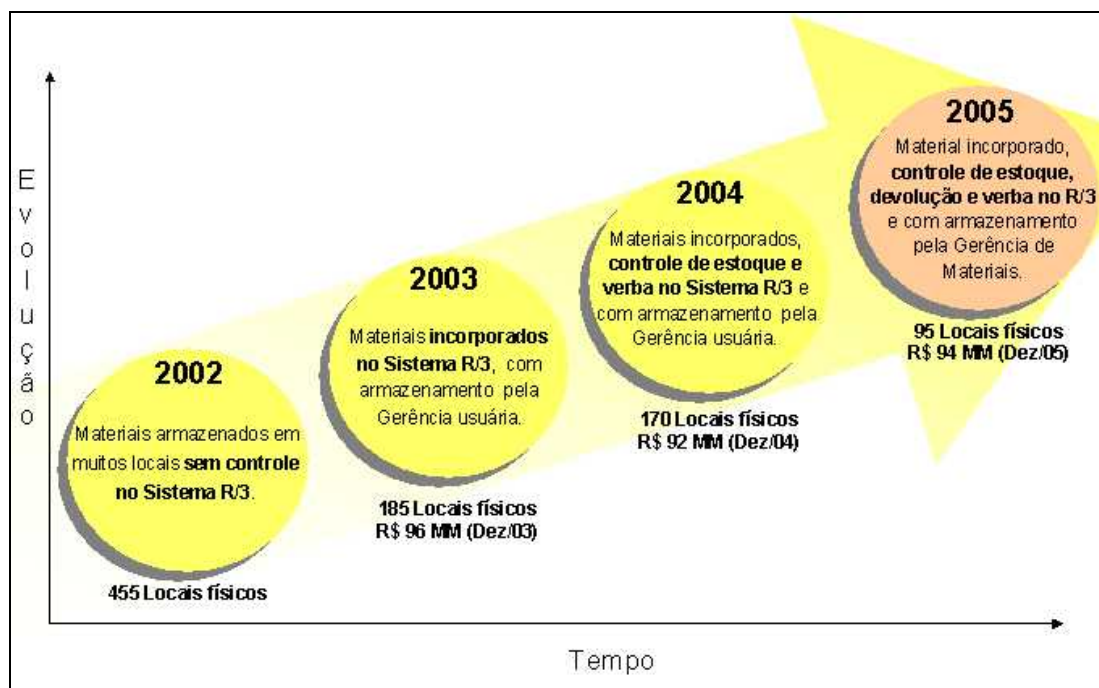 Evolução
2002
Materiais armazenados em
muitos locais sem controle
no Sistema R/3.
455 Locais físicos
2003
Materiais incorporados
no Sistema R/3, com
armazenamento pela
Gerência usuária.
185 Locais físicos
R$ 96 MM (Dez/03)
2004
Materiais incorporados,
controle de estoque e
verba no Sistema R/3 e
com armazenamento pela
Gerência usuária.
170 Locais físicos
R$ 92 MM (Dez/04)
2005
Material incorporado,
controle de estoque,
devolução e verba no R/3
e com armazenamento
pela Gerência de
Materiais.
95 Locais físicos
R$ 94 MM (Dez/05)
Tempo